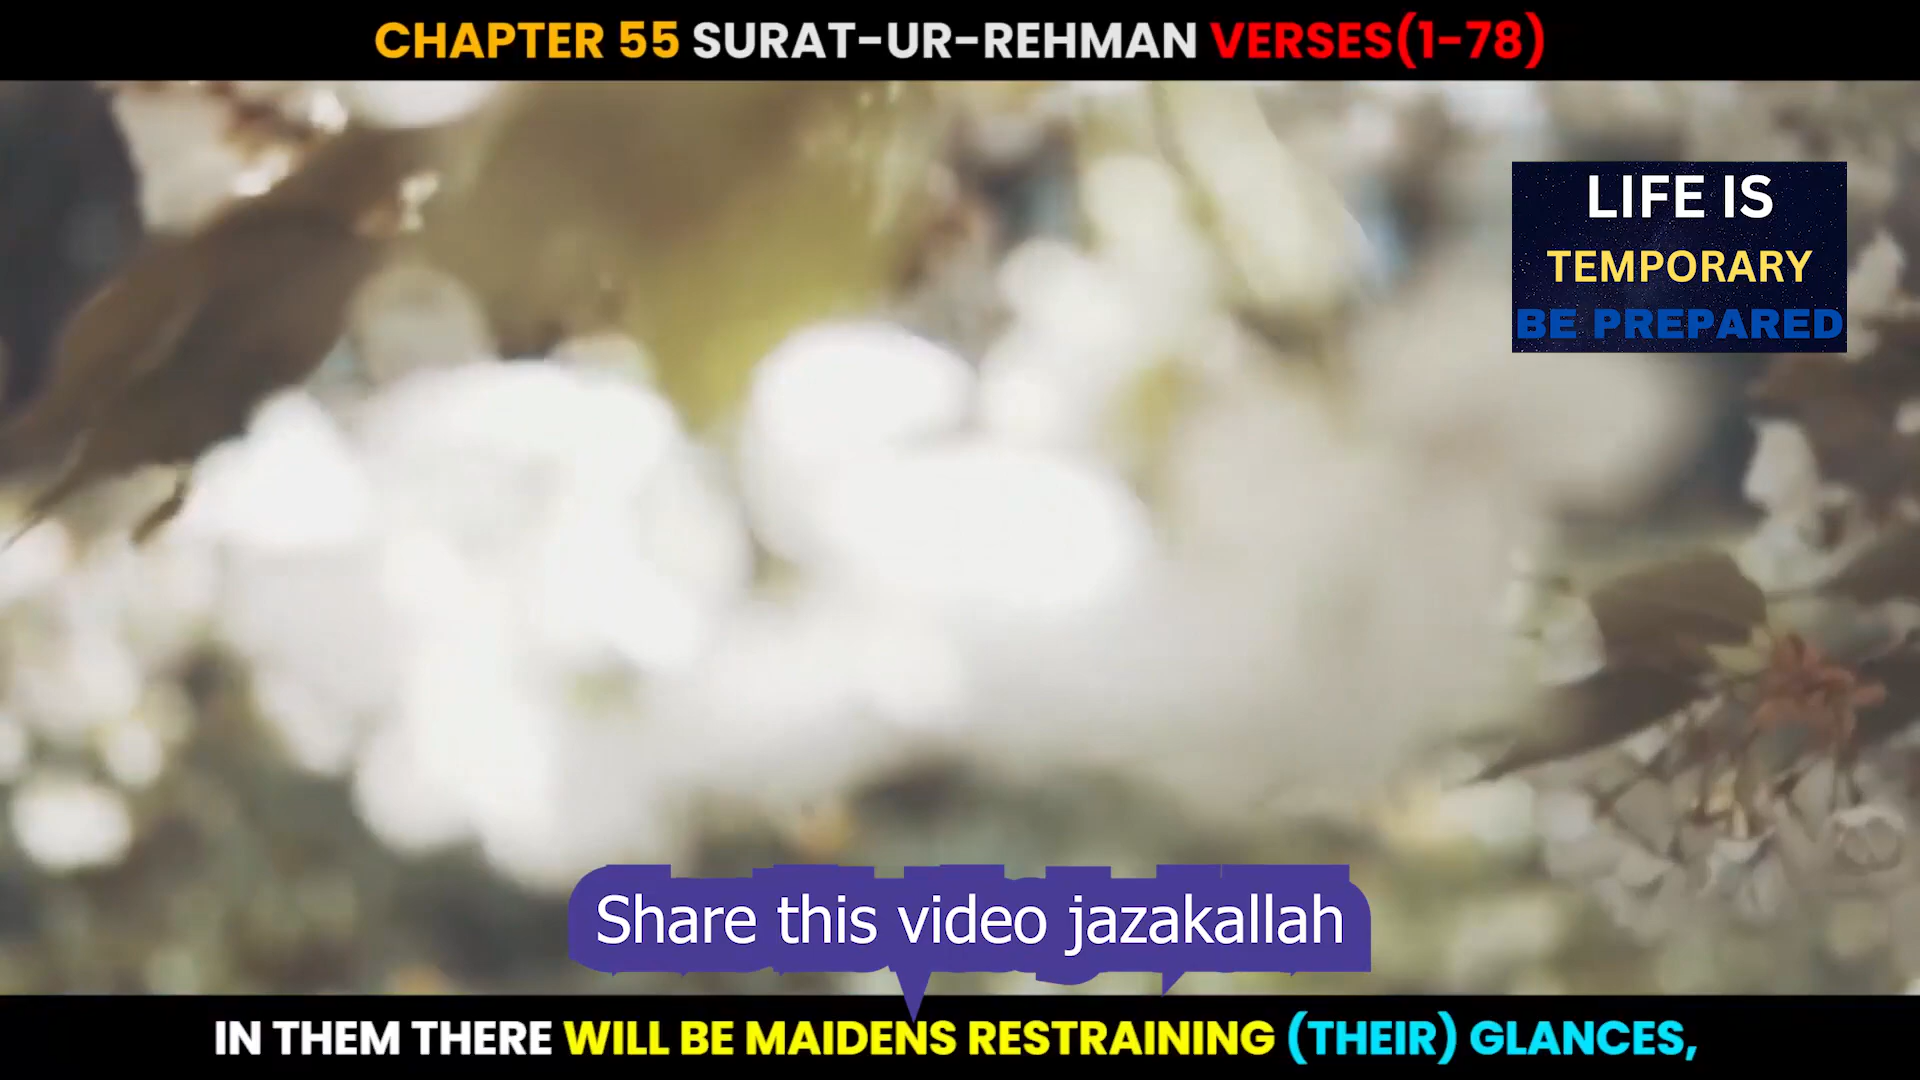 CHAPTER 55 SURAT-UR-REHMAN VERSES(1-78)
LIFE IS
TEMPORARY
BE PREPARED
Share this video jazakallah
IN THEM THERE WILL BE MAIDENS RESTRAINING (THEIR) GLANCES,